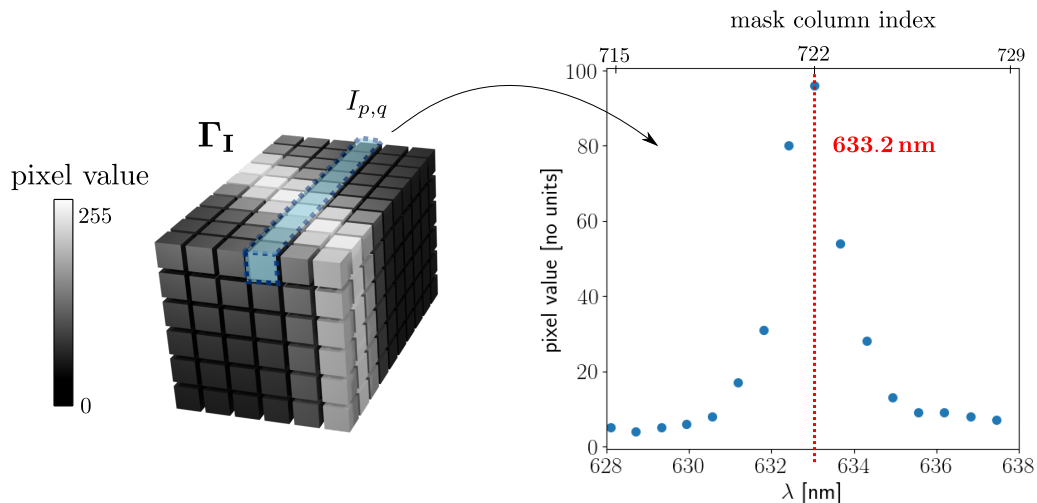 mask column index
715 722 729
I_{p,q}
Γ_I
pixel value
255
0
633.2 nm
100
80
60
40
20
0
pixel value [no units]
628 630 632 634 636 638
λ [nm]